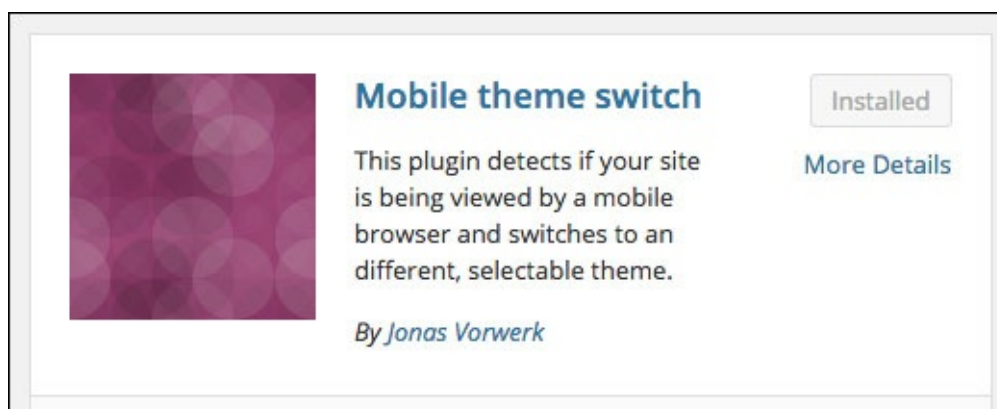 Mobile theme switch
Installed
This plugin detects if your site
More Details
is being viewed by a mobile
browser and switches to an
different, selectable theme.
By Jonas Vorwerk